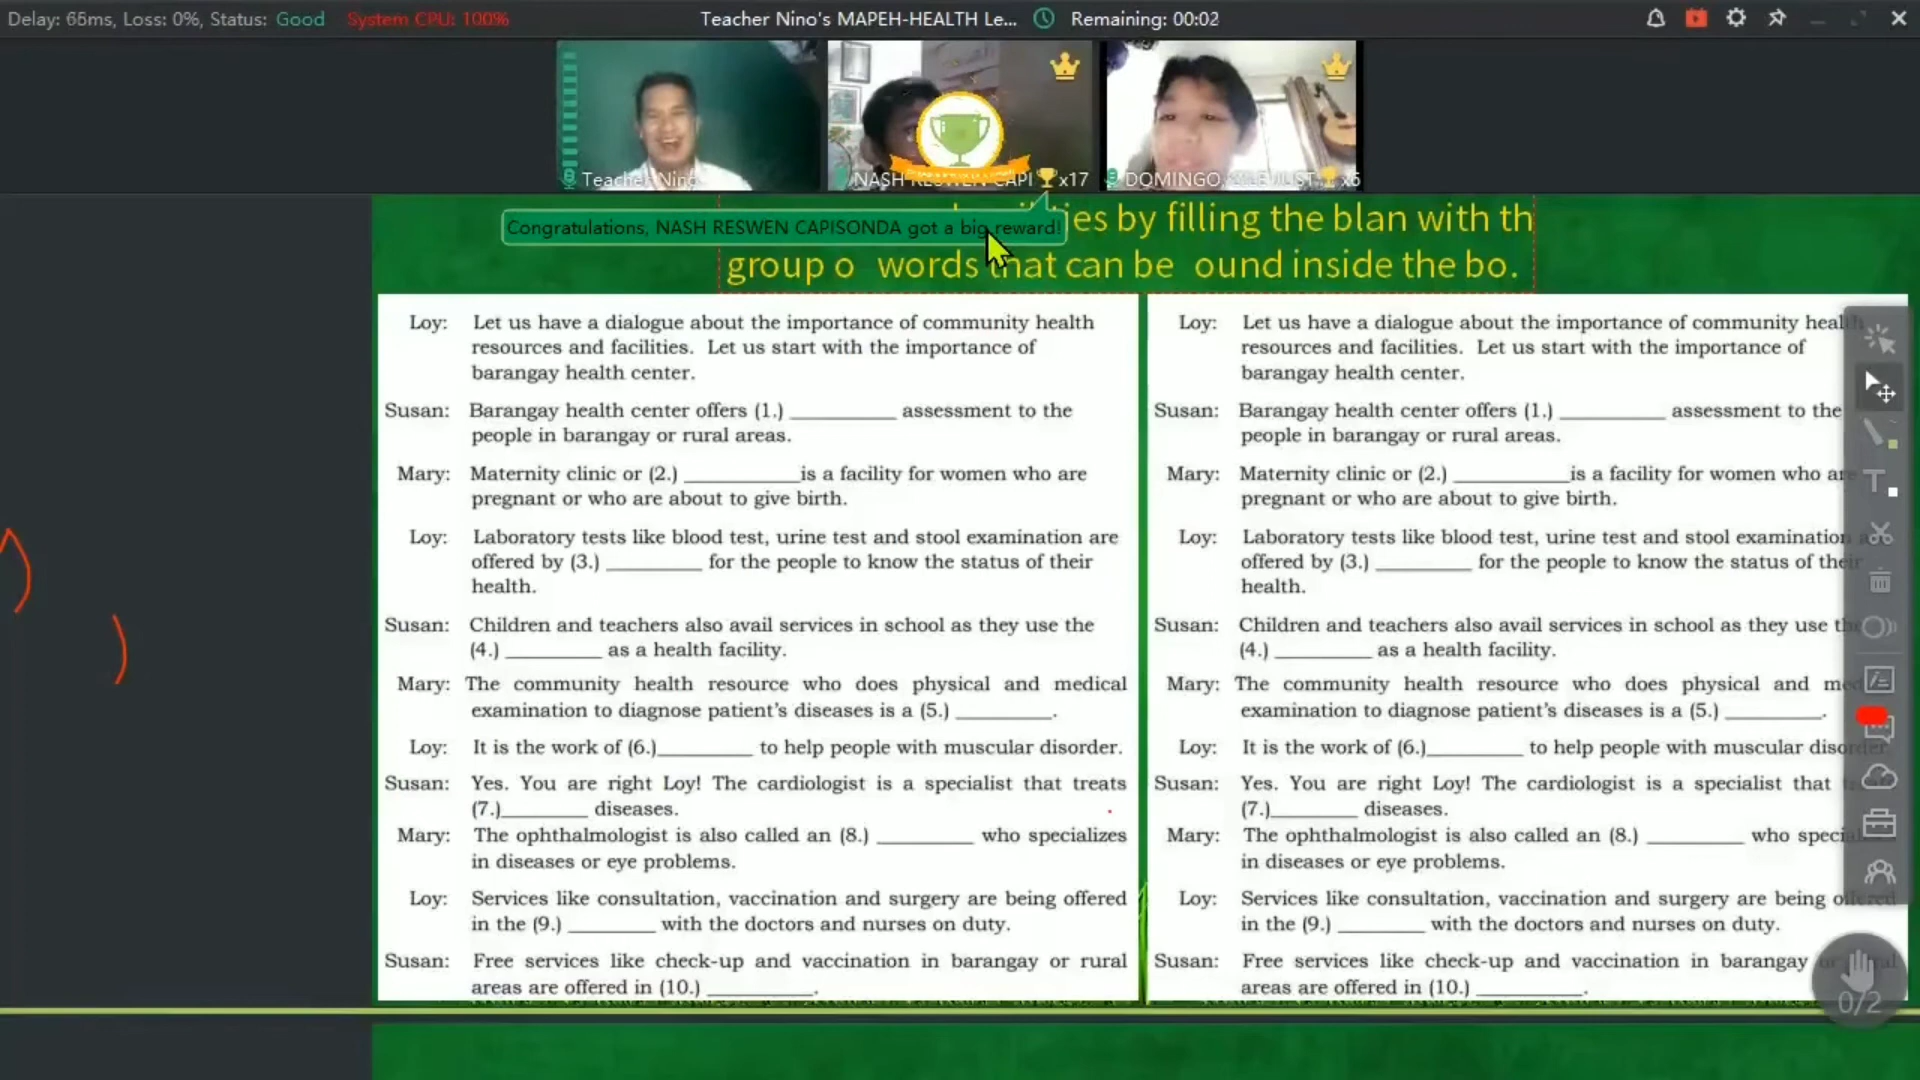 Delay: 65ms, Loss: 0%, Status: Good System CPU: 100% Teacher Nino's MAPEH-HEALTH Le... Remaining: 00:02
Teacher Nino
NASH RESWEN CAPI x17
DOMINGO
Congratulations, NASH RESWEN CAPISONDA got a big reward!
ies by filling the blan with th
group o words that can be ound inside the bo.
Loy: Let us have a dialogue about the importance of community health
resources and facilities. Let us start with the importance of
barangay health center.
Susan: Barangay health center offers (1.) __________ assessment to the
people in barangay or rural areas.
Mary: Maternity clinic or (2.) ___________is a facility for women who are
pregnant or who are about to give birth.
Loy: Laboratory tests like blood test, urine test and stool examination are
offered by (3.) _________ for the people to know the status of their
health.
Susan: Children and teachers also avail services in school as they use the
(4.) _________ as a health facility.
Mary: The community health resource who does physical and medical
examination to diagnose patient's diseases is a (5.) _________.
Loy: It is the work of (6.)_________ to help people with muscular disorder.
Susan: Yes. You are right Loy! The cardiologist is a specialist that treats
(7.)________ diseases.
Mary: The ophthalmologist is also called an (8.) _________ who specializes
in diseases or eye problems.
Loy: Services like consultation, vaccination and surgery are being offered
in the (9.) ________ with the doctors and nurses on duty.
Susan: Free services like check-up and vaccination in barangay or rural
areas are offered in (10.) __________.
Loy: Let us have a dialogue about the importance of community health
resources and facilities. Let us start with the importance of
barangay health center.
Susan: Barangay health center offers (1.) __________ assessment to the
people in barangay or rural areas.
Mary: Maternity clinic or (2.) ___________is a facility for women who are
pregnant or who are about to give birth.
Loy: Laboratory tests like blood test, urine test and stool examination
offered by (3.) _________ for the people to know the status of their
health.
Susan: Children and teachers also avail services in school as they use the
(4.) _________ as a health facility.
Mary: The community health resource who does physical and med
examination to diagnose patient's diseases is a (5.) _________.
Loy: It is the work of (6.)_________ to help people with muscular disorder.
Susan: Yes. You are right Loy! The cardiologist is a specialist that
(7.)________ diseases.
Mary: The ophthalmologist is also called an (8.) _________ who speci
in diseases or eye problems.
Loy: Services like consultation, vaccination and surgery are being offered
in the (9.) ________ with the doctors and nurses on duty.
Susan: Free services like check-up and vaccination in barangay or rural
areas are offered in (10.) __________.
0/2